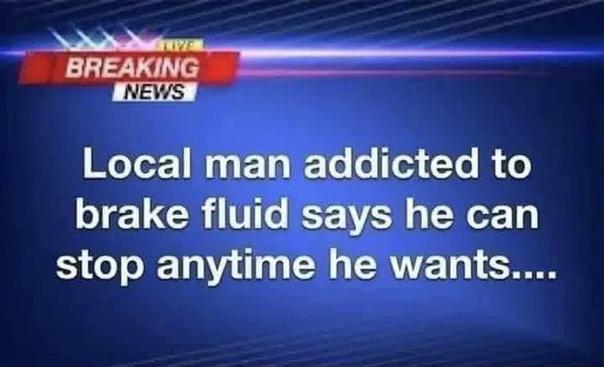 LIVE
BREAKING
NEWS
Local man addicted to
brake fluid says he can
stop anytime he wants....